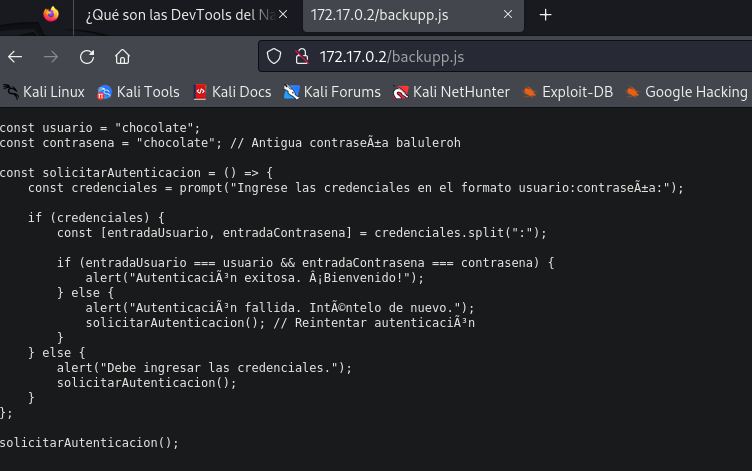 ¿Qué son las DevTools del Na
172.17.0.2/backupp.js
172.17.0.2/backupp.js
Kali Linux Kali Tools Kali Docs Kali Forums Kali NetHunter Exploit-DB Google Hacking
const usuario = "chocolate";
const contrasena = "chocolate"; // Antigua contraseÃ±a baluleroh
const solicitarAutenticacion = () => {
    const credenciales = prompt("Ingrese las credenciales en el formato usuario:contraseÃ±a:");
    if (credenciales) {
        const [entradaUsuario, entradaContrasena] = credenciales.split(":");
        if (entradaUsuario === usuario && entradaContrasena === contrasena) {
            alert("AutenticaciÃ³n exitosa. Â¡Bienvenido!");
        } else {
            alert("AutenticaciÃ³n fallida. IntÃ©ntelo de nuevo.");
            solicitarAutenticacion(); // Reintentar autenticaciÃ³n
        }
    } else {
        alert("Debe ingresar las credenciales.");
        solicitarAutenticacion();
    }
};
solicitarAutenticacion();